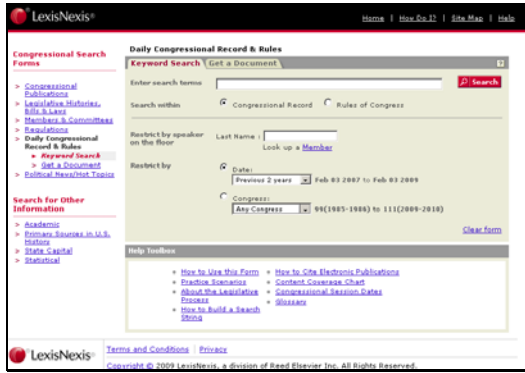 LexisNexis®
Home | How Do I? | Site Map | Help
Congressional Search Forms
> Congressional Publications
> Legislative Histories, Bills & Laws
> Members & Committees
> Regulations
> Daily Congressional Record & Rules
> Keyword Search
> Get a Document
> Political News/Hot Topics
Search for Other Information
> Academic
> Primary Sources in U.S. History
> State Capital
> Statistical
Daily Congressional Record & Rules
Keyword Search Get a Document ?
Enter search terms Search
Search within Congressional Record Rules of Congress
Restrict by speaker on the floor Last Name :
Look up a Member
Restrict by Date:
Previous 2 years Feb 03 2007 to Feb 03 2009
Congress:
Any Congress 99(1985-1986) to 111(2009-2010)
Clear form
Help Toolbox
How to Use this Form
Practice Scenarios
About the Legislative Process
How to Build a Search String
How to Cite Electronic Publications
Content Coverage Chart
Congressional Session Dates
Glossary
LexisNexis®
Terms and Conditions | Privacy
Copyright © 2009 LexisNexis, a division of Reed Elsevier Inc. All Rights Reserved.